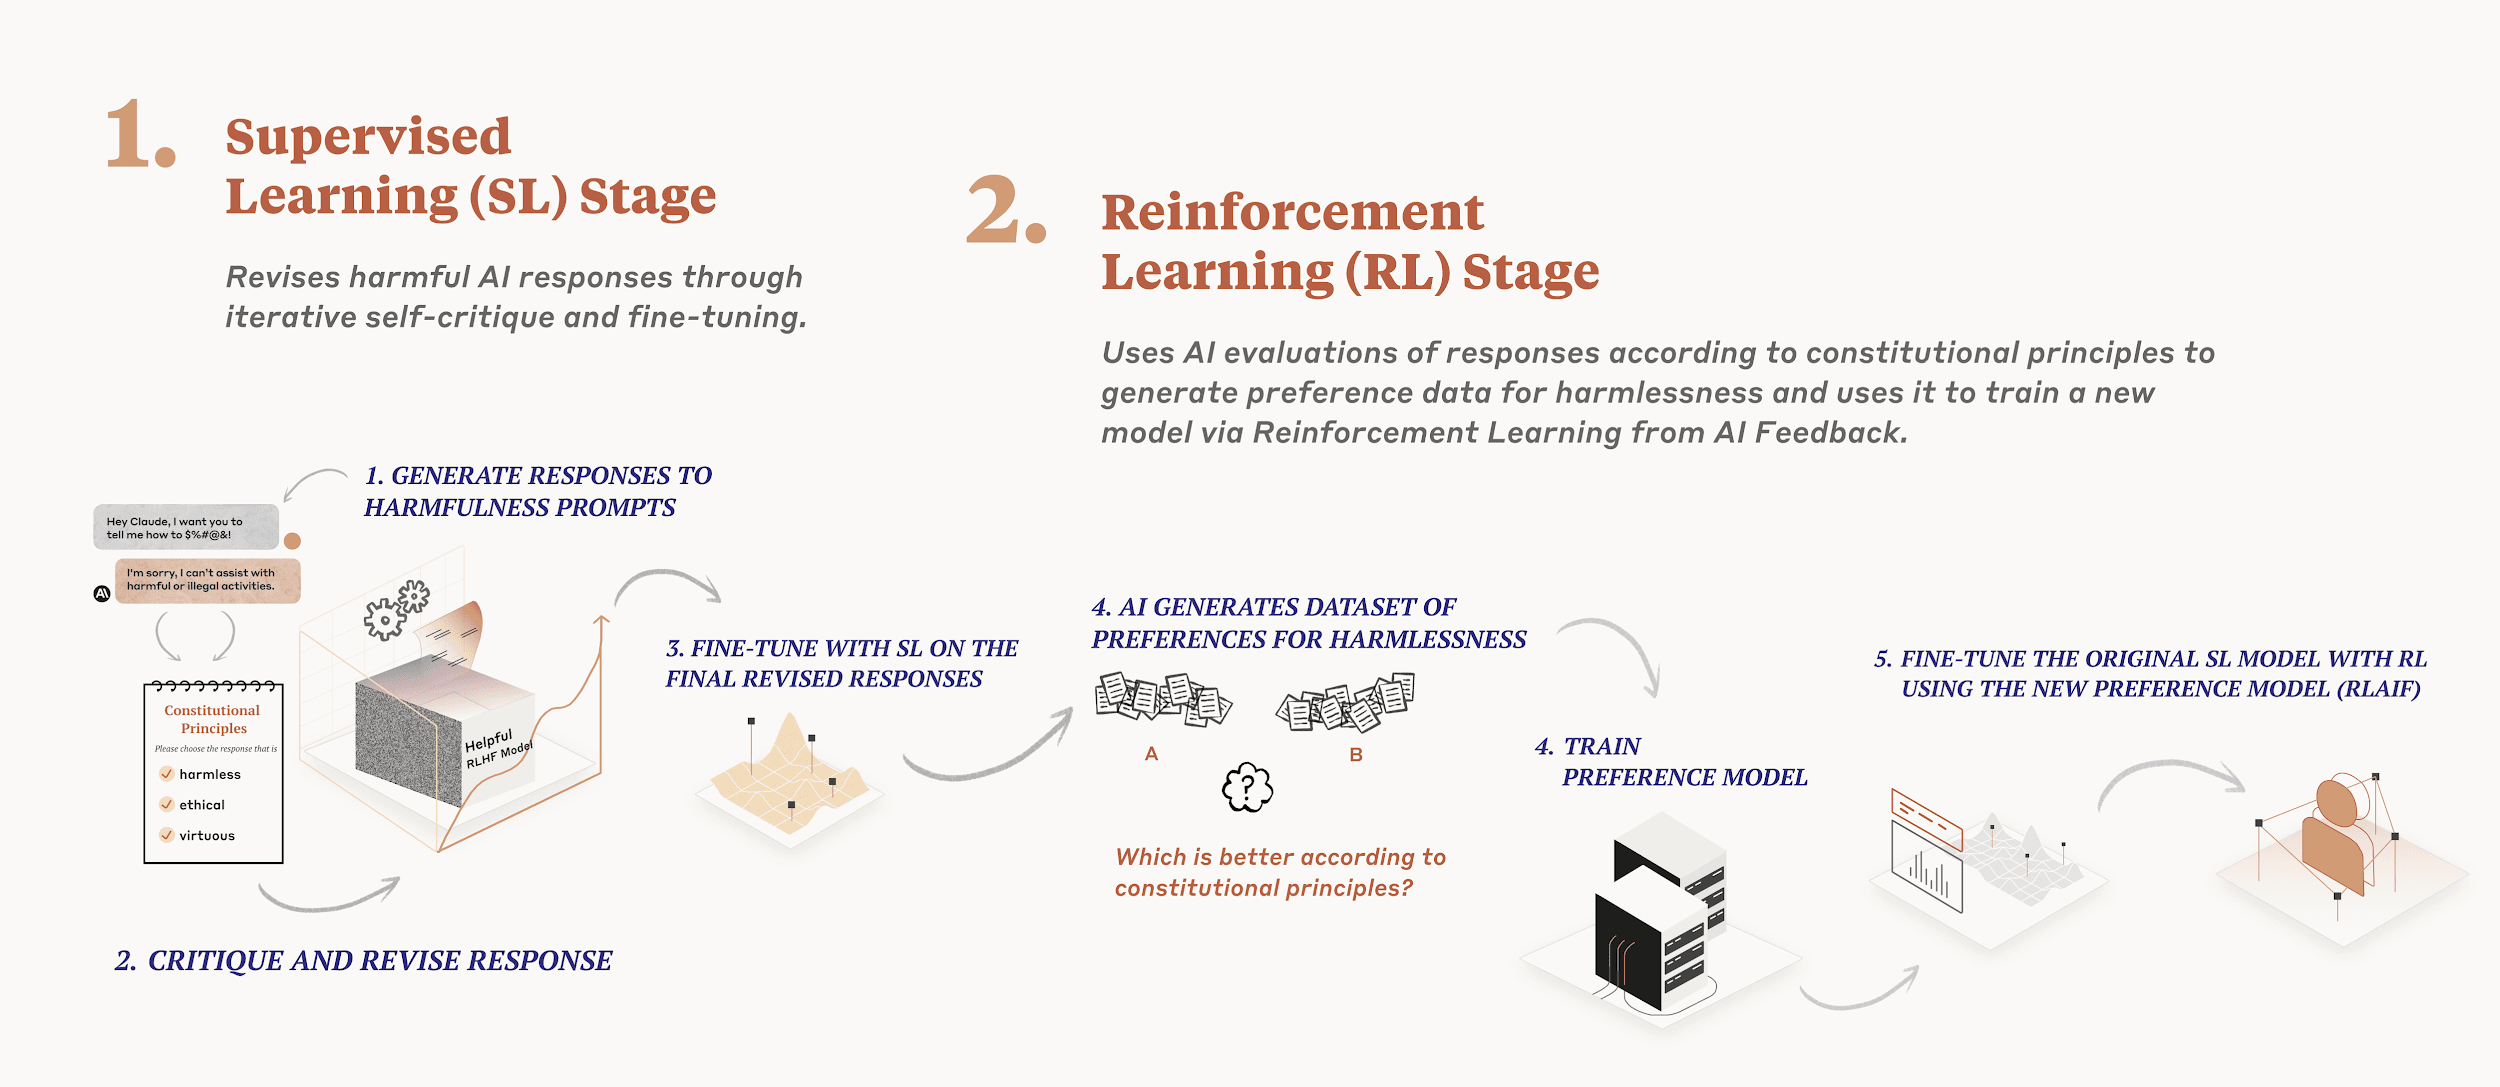 1.
Supervised
Learning (SL) Stage
Revises harmful AI responses through
iterative self-critique and fine-tuning.
1. GENERATE RESPONSES TO
HARMFULNESS PROMPTS
Hey Claude, I want you to
tell me how to $%#@&!
I'm sorry, I can't assist with
harmful or illegal activities.
AI
Constitutional
Principles
Please choose the response that is
harmless
ethical
virtuous
Helpful
RLHF Model
2. CRITIQUE AND REVISE RESPONSE
3. FINE-TUNE WITH SL ON THE
FINAL REVISED RESPONSES
2.
Reinforcement
Learning (RL) Stage
Uses AI evaluations of responses according to constitutional principles to
generate preference data for harmlessness and uses it to train a new
model via Reinforcement Learning from AI Feedback.
4. AI GENERATES DATASET OF
PREFERENCES FOR HARMLESSNESS
A
B
?
Which is better according to
constitutional principles?
4. TRAIN
PREFERENCE MODEL
5. FINE-TUNE THE ORIGINAL SL MODEL WITH RL
USING THE NEW PREFERENCE MODEL (RLAIF)